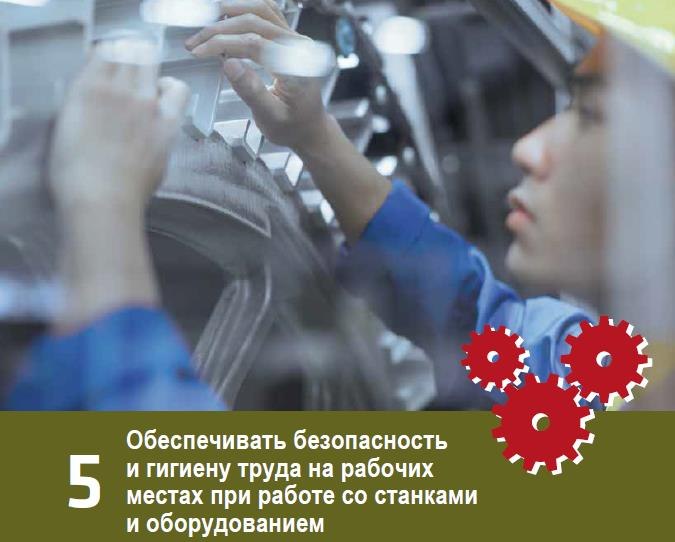 5
Обеспечивать безопасность
и гигиену труда на рабочих
местах при работе со станками
и оборудованием